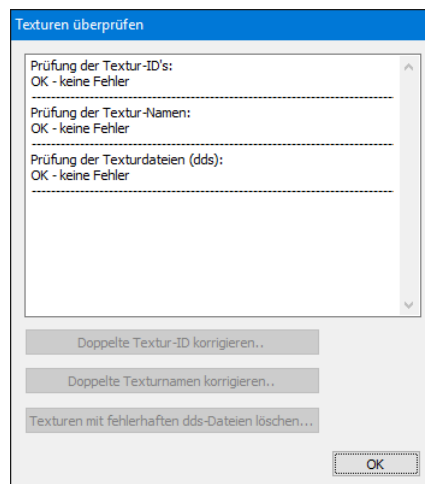 Texturen überprüfen
Prüfung der Textur-ID's:
OK - keine Fehler
Prüfung der Textur-Namen:
OK - keine Fehler
Prüfung der Texturdateien (dds):
OK - keine Fehler
Doppelte Textur-ID korrigieren..
Doppelte Texturnamen korrigieren..
Texturen mit fehlerhaften dds-Dateien löschen...
OK